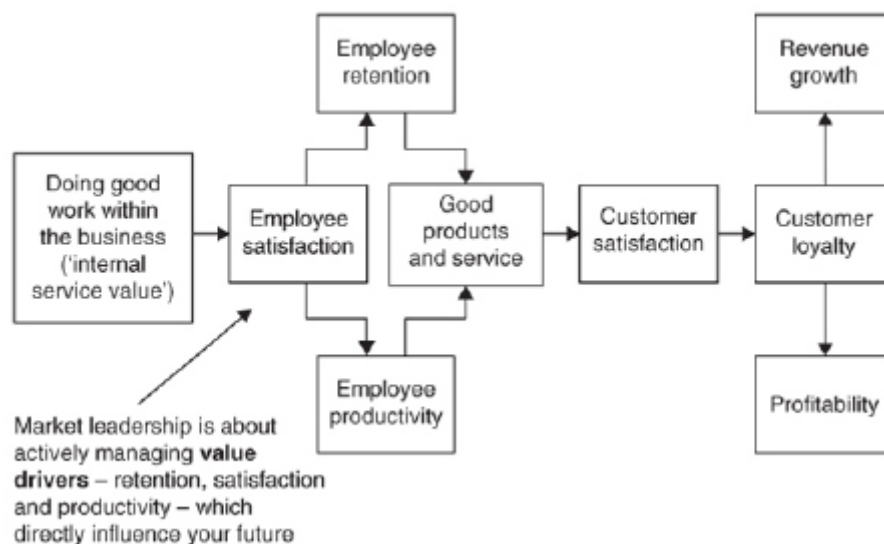 Employee
retention
Revenue
growth
Doing good
work within
the business
(‘internal
service value’)
Employee
satisfaction
Good
products
and service
Customer
satisfaction
Customer
loyalty
Employee
productivity
Profitability
Market leadership is about
actively managing value
drivers – retention, satisfaction
and productivity – which
directly influence your future